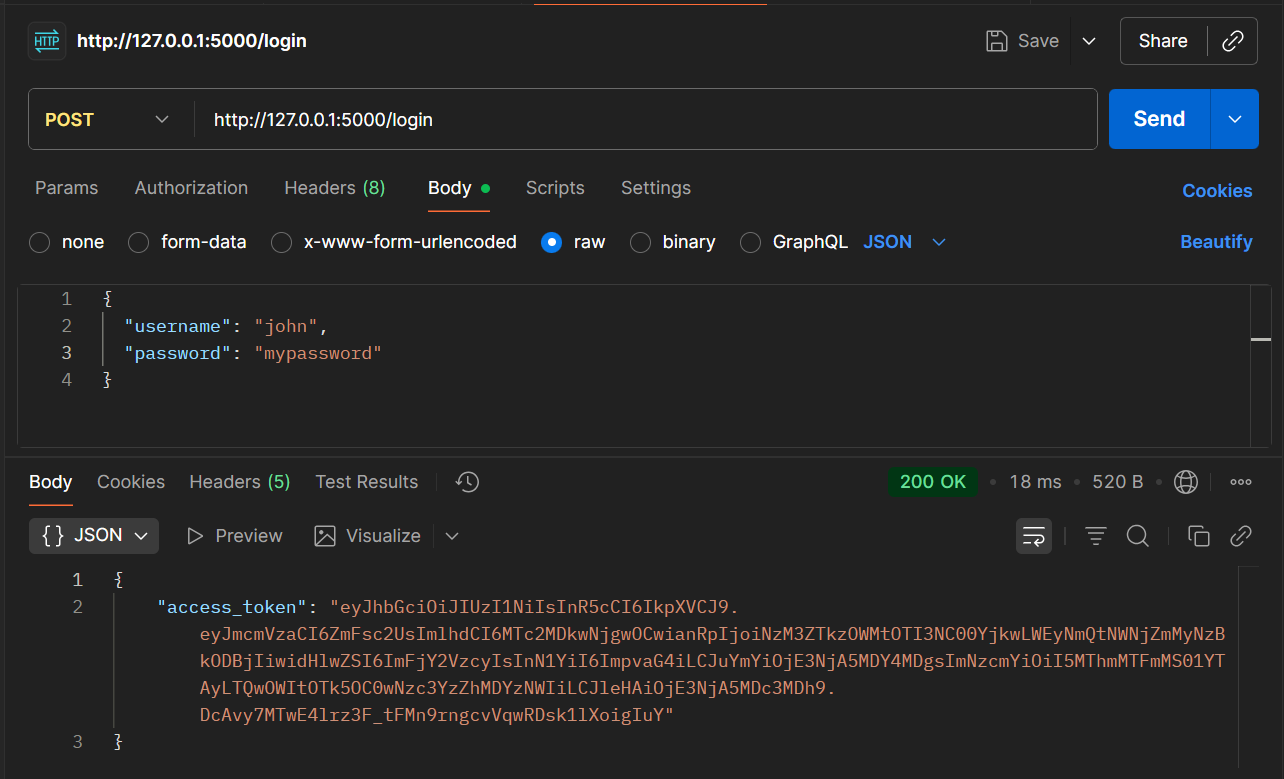 HTTP http://127.0.0.1:5000/login Save Share
POST http://127.0.0.1:5000/login Send
Params Authorization Headers (8) Body Scripts Settings Cookies
none form-data x-www-form-urlencoded raw binary GraphQL JSON Beautify
1 {
2 "username": "john",
3 "password": "mypassword"
4 }
Body Cookies Headers (5) Test Results 200 OK • 18 ms • 520 B •
{} JSON Preview Visualize
1 {
2 "access_token": "eyJhbGciOiJIUzI1NiIsInR5cCI6IkpXVCJ9.
eyJmcmVzaCI6ZmFsc2UsImlhdCI6MTc2MDkwNjgwOCwianRpIjoiNzM3ZTkzOWMtOTI3NC00YjkwLWEyNmQtNWNjZmMyNzB
kODBjIiwidHlwZSI6ImFjY2VzcyIsInN1YiI6ImpvaG4iLCJuYmYiOjE3NjA5MDY4MDgsImNzcmYiOiI5MThmMTFmMS01YT
AyLTQwOWItOTk5OC0wNzc3YzZhMDYzNWIiLCJleHAiOjE3NjA5MDc3MDh9.
DcAvy7MTwE4lrz3F_tFMn9rngcvVqwRDsk1lXoigIuY"
3 }